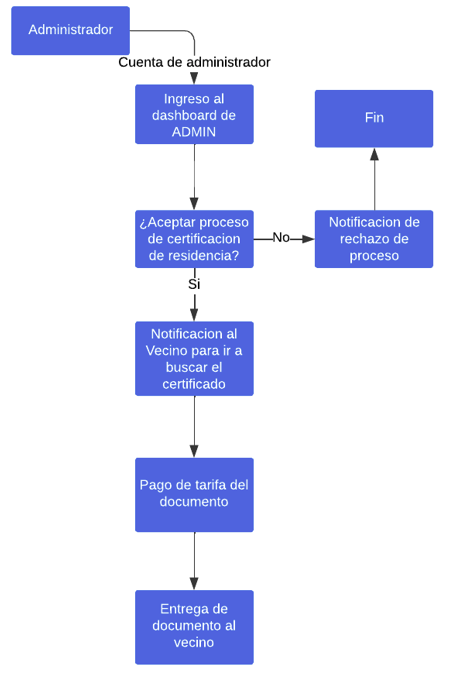 Administrador
Cuenta de administrador
Ingreso al
dashboard de
ADMIN
Fin
¿Aceptar proceso
de certificacion
de residencia?
No
Notificacion de
rechazo de
proceso
Si
Notificacion al
Vecino para ir a
buscar el
certificado
Pago de tarifa del
documento
Entrega de
documento al
vecino